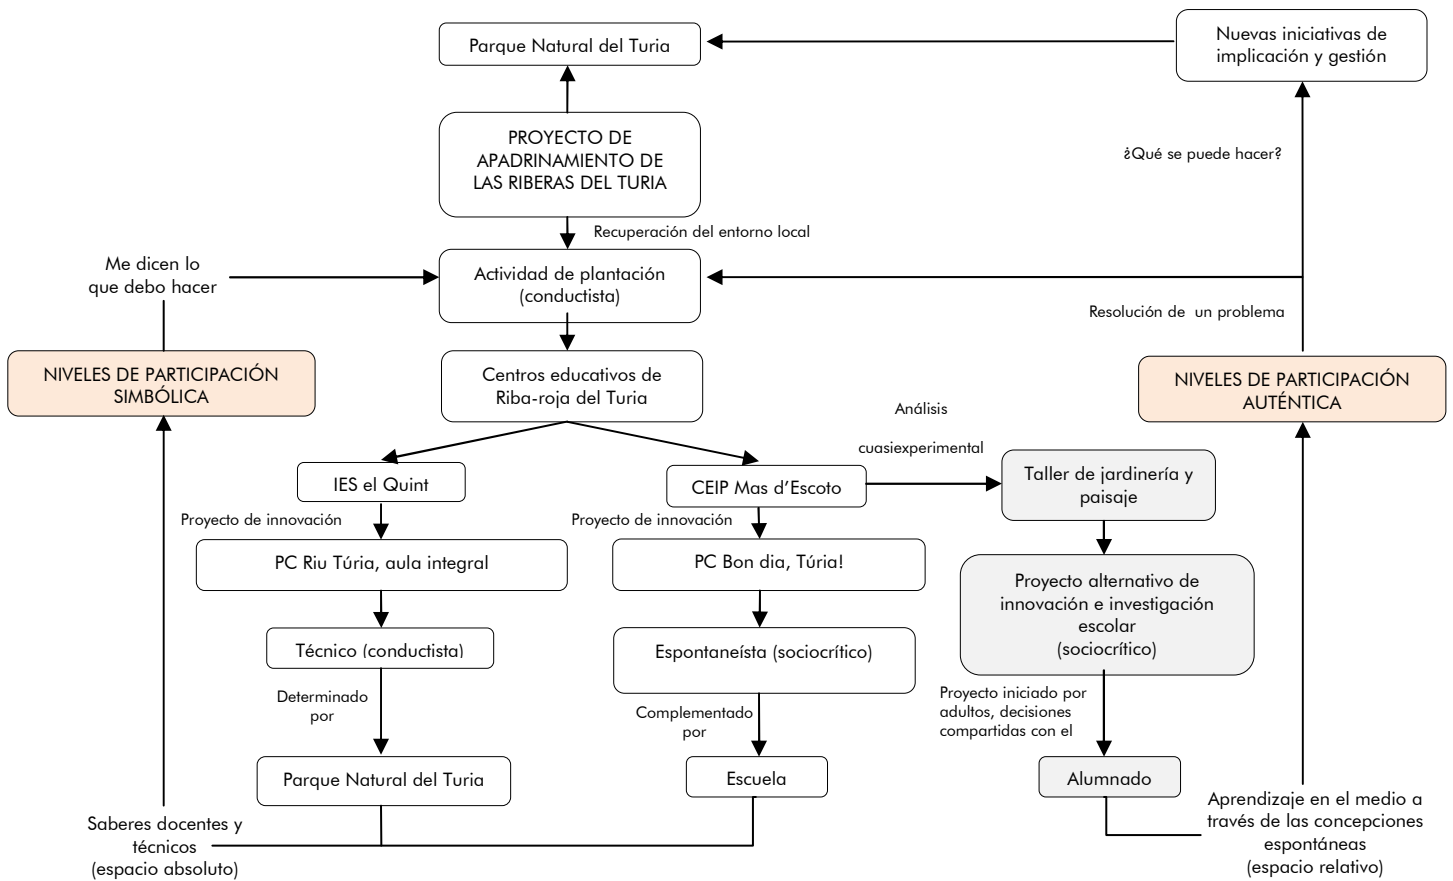 Parque Natural del Turia
Nuevas iniciativas de
implicación y gestión
PROYECTO DE
APADRINAMIENTO DE
LAS RIBERAS DEL TURIA
¿Qué se puede hacer?
Recuperación del entorno local
Me dicen lo
que debo hacer
Actividad de plantación
(conductista)
Resolución de un problema
NIVELES DE PARTICIPACIÓN
SIMBÓLICA
Centros educativos de
Riba-roja del Turia
NIVELES DE PARTICIPACIÓN
AUTÉNTICA
Análisis
cuasiexperimental
IES el Quint
CEIP Mas d’Escoto
Taller de jardinería y
paisaje
Proyecto de innovación
Proyecto de innovación
PC Riu Túria, aula integral
PC Bon dia, Túria!
Proyecto alternativo de
innovación e investigación
escolar
(sociocrítico)
Técnico (conductista)
Espontaneísta (sociocrítico)
Determinado
por
Complementado
por
Proyecto iniciado por
adultos, decisiones
compartidas con el
Parque Natural del Turia
Escuela
Alumnado
Saberes docentes y
técnicos
(espacio absoluto)
Aprendizaje en el medio a
través de las concepciones
espontáneas
(espacio relativo)